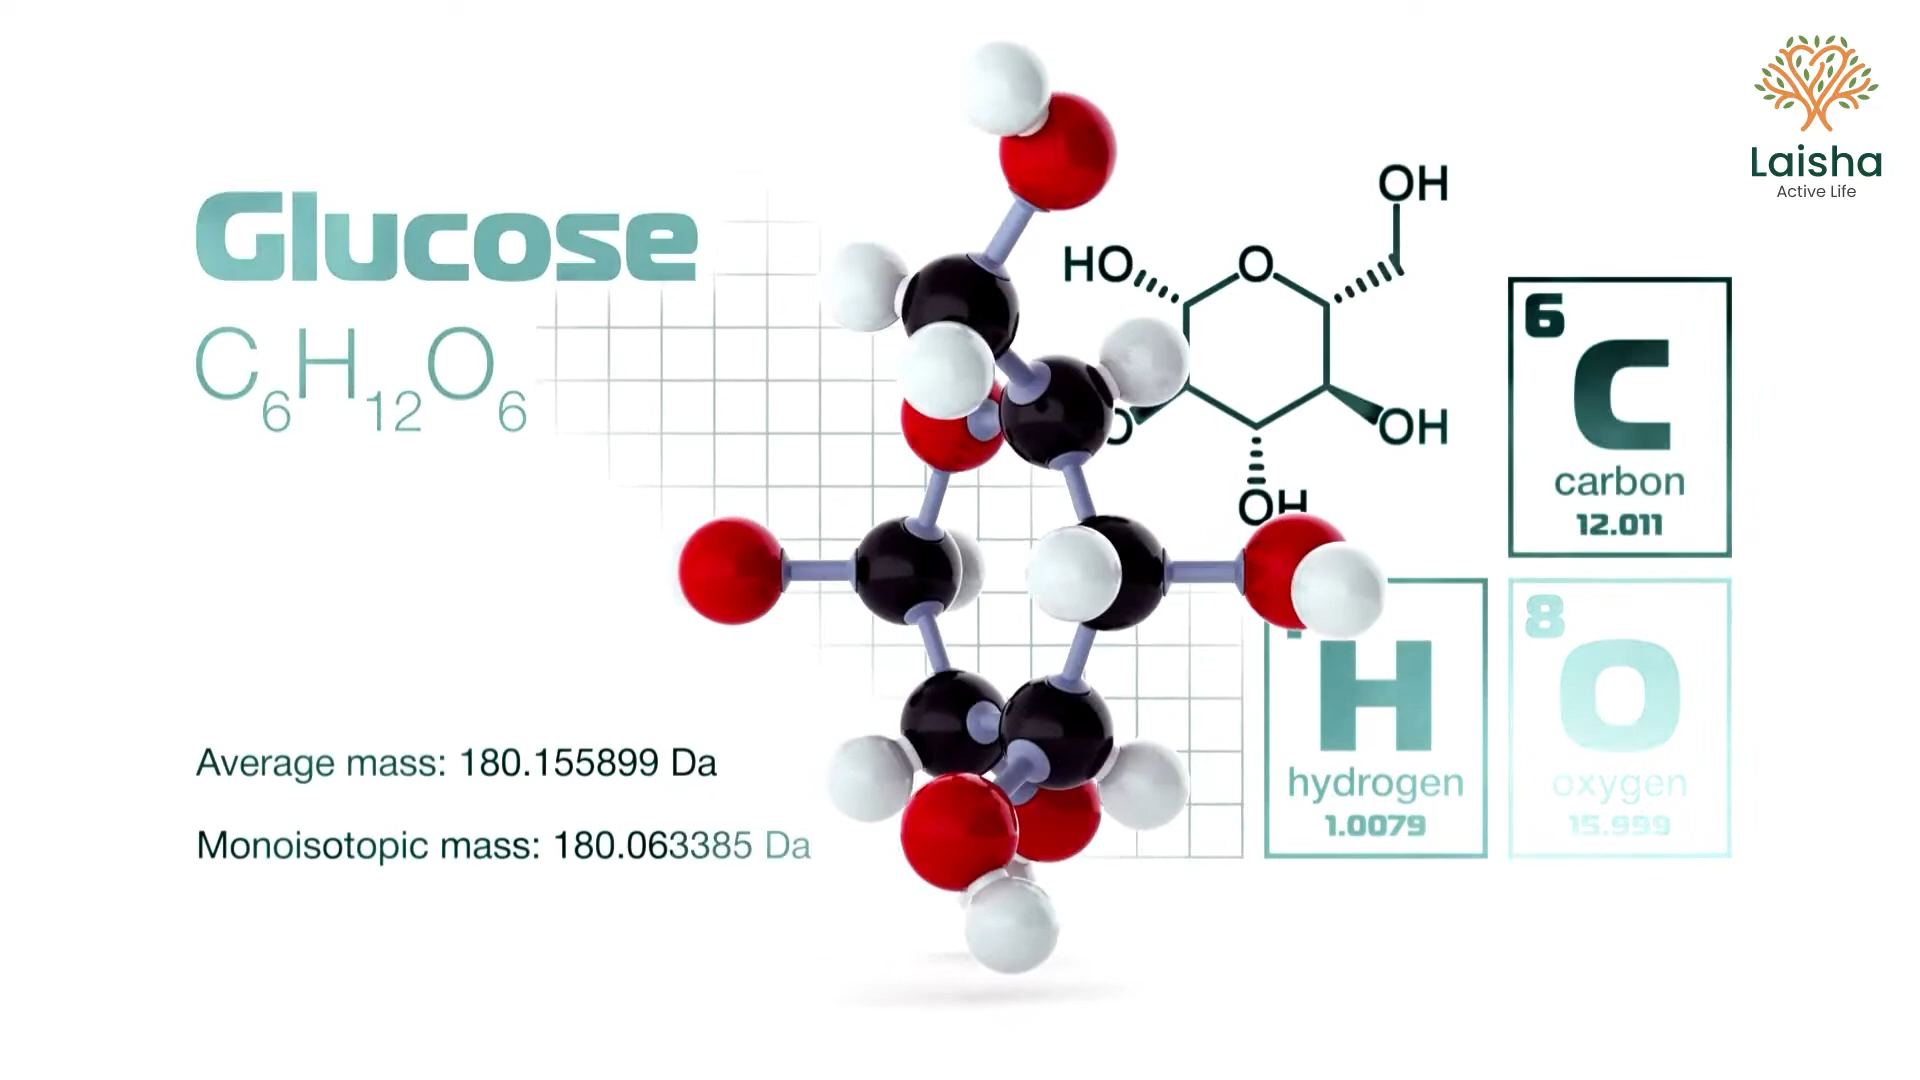 Laisha
Active Life
Glucose
C6H12O6
Average mass: 180.155899 Da
Monoisotopic mass: 180.063385 Da
OH
HO
O
O
OH
OH
6
C
carbon
12.011
H
hydrogen
1.0079
8
O
oxygen
15.999